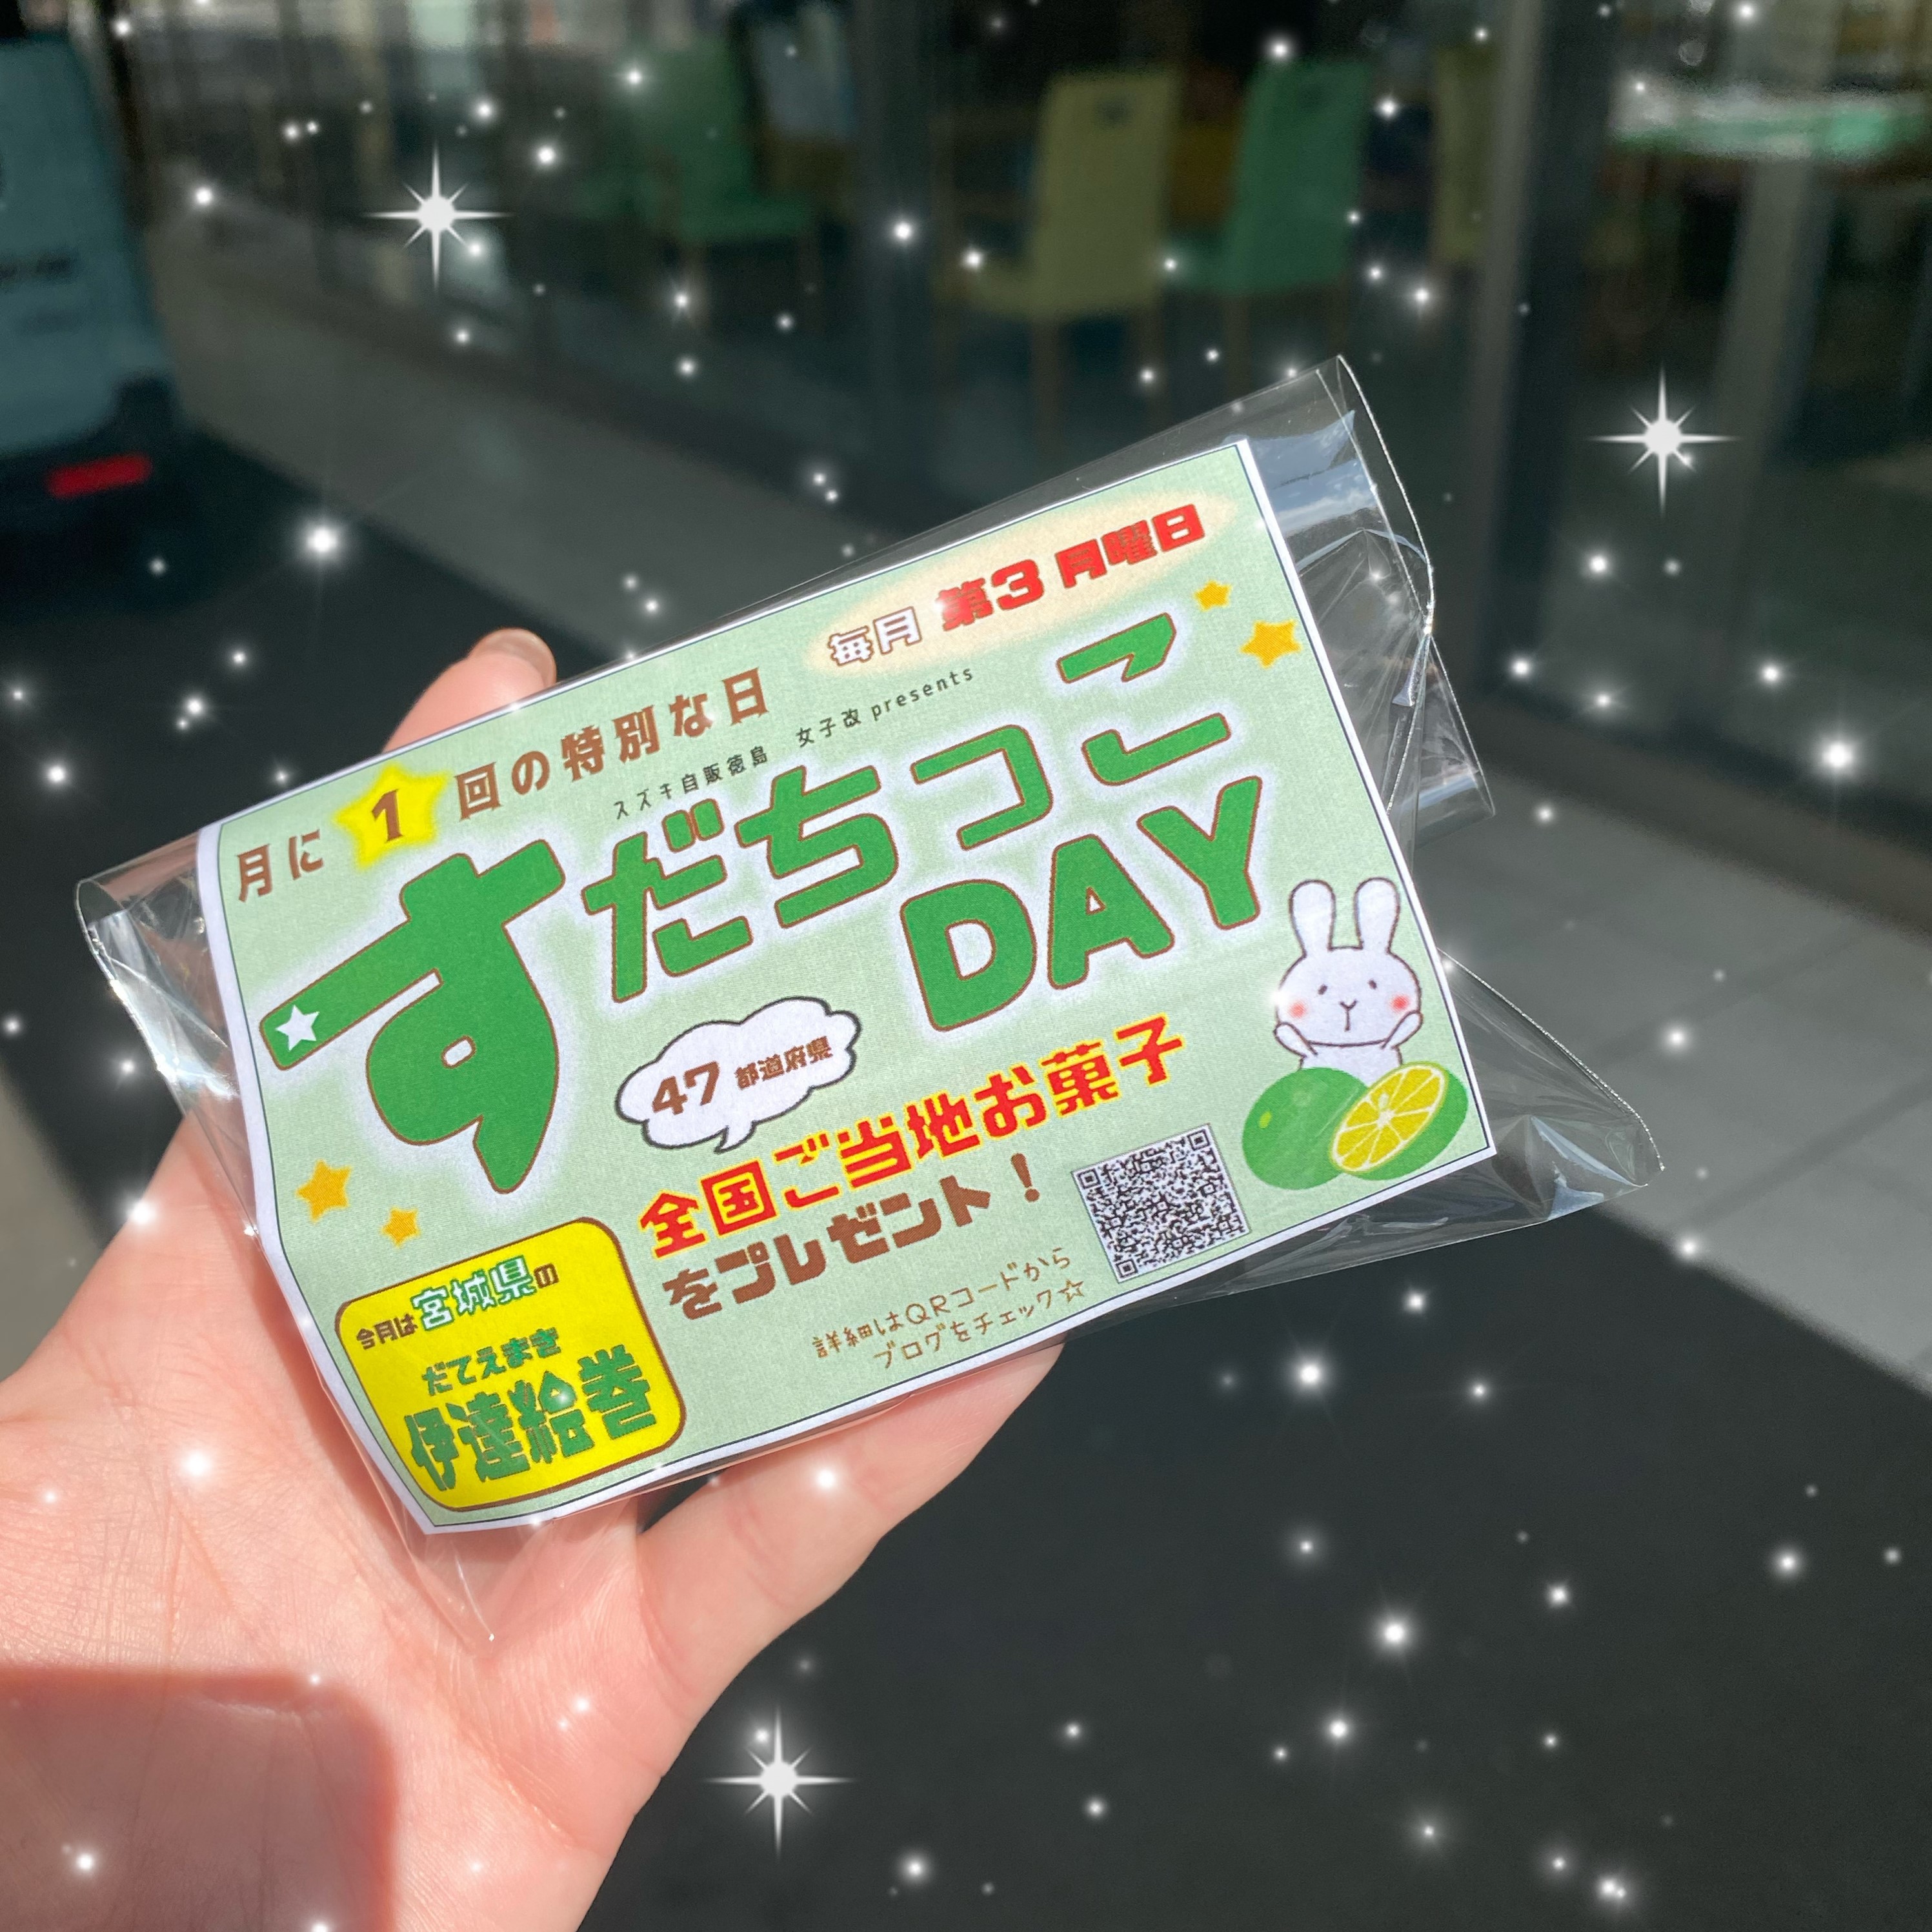 毎月 第3月曜日
月に1回の特別な日
スズキ自販徳島 女子改 presents
すだちっこ
DAY
47都道府県
全国ご当地お菓子
をプレゼント！
詳細はQRコードから
ブログをチェック☆
今月は宮城県の
だてえまき
伊達絵巻